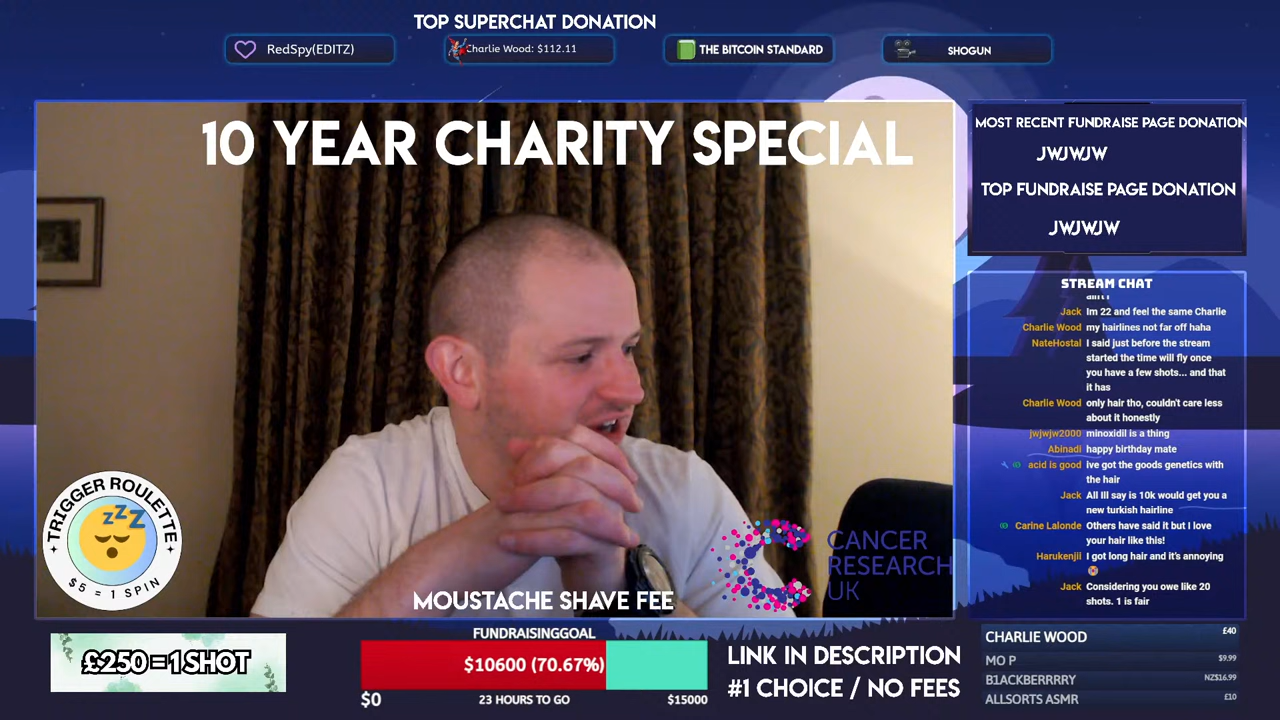 TOP SUPERCHAT DONATION
RedSpy(EDITZ)
Charlie Wood: $112.11
THE BITCOIN STANDARD
SHOGUN
10 YEAR CHARITY SPECIAL
MOST RECENT FUNDRAISE PAGE DONATION
JWJWJW
TOP FUNDRAISE PAGE DONATION
JWJWJW
STREAM CHAT
Jack Im 22 and feel the same Charlie
Charlie Wood my hairlines not far off haha
NateHostal I said just before the stream
started the time will fly once
you have a few shots... and that
it has
Charlie Wood only hair tho, couldn't care less
about it honestly
jwjwjw2000 minoxidil is a thing
Abinadi happy birthday mate
acid is good ive got the goods genetics with
the hair
Jack All Ill say is 10k would get you a
new turkish hairline
Carine Lalonde Others have said it but I love
your hair like this!
Harukenjii I got long hair and it's annoying
Jack Considering you owe like 20
shots. 1 is fair
TRIGGER ROULETTE
zzz
$5 = 1 SPIN
CANCER
RESEARCH
UK
MOUSTACHE SHAVE FEE
£250 = 1 SHOT
FUNDRAISINGGOAL
$10600 (70.67%)
$0
23 HOURS TO GO
$15000
LINK IN DESCRIPTION
#1 CHOICE / NO FEES
CHARLIE WOOD £40
MO P $9.99
B1ACKBERRRRY NZ$16.99
ALLSORTS ASMR £10